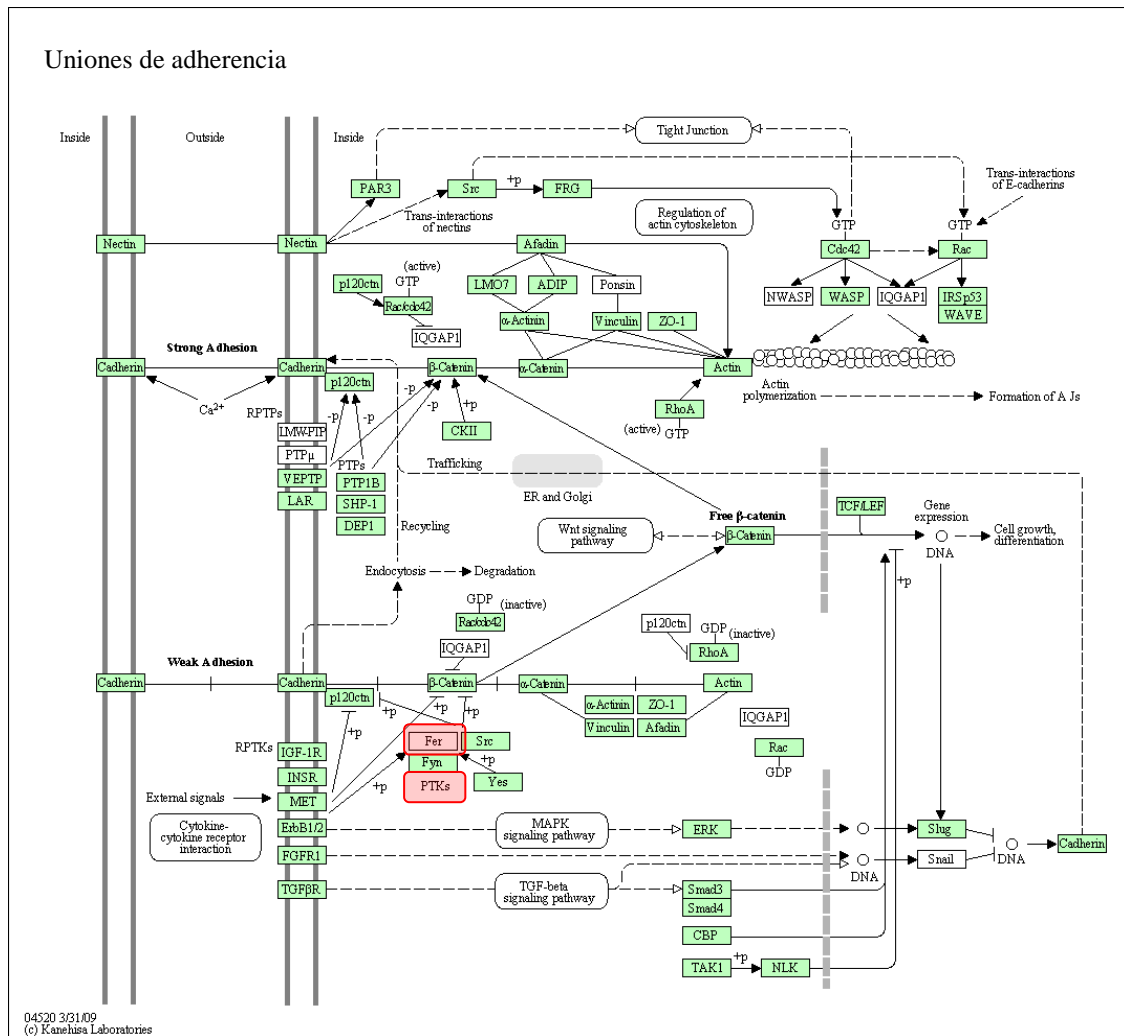 Uniones de adherencia
Inside
Outside
Inside
Tight Junction
PAR3
Src
+p
FRG
Trans-interactions
of E-cadherins
Trans-interactions
of nectins
Regulation of
actin cytoskeleton
GTP
GTP
Nectin
Nectin
Afadin
Cdc42
Rac
(active)
GTP
p120ctn
Rac/cdc42
IQGAP1
LMO7
ADIP
Ponsin
α-Actinin
Vinculin
ZO-1
NWASP
WASP
IQGAP1
IRSp53
WAVE
Strong Adhesion
Cadherin
Cadherin
p120ctn
β-Catenin
α-Catenin
Actin
Actin
polymerization
Formation of AJs
Ca2+
RPTPs
-p
-p
-p
-p
+p
CKII
RhoA
(active)
GTP
LMW-PTP
PTPμ
VEPTP
LAR
PTPs
PTP1B
SHP-1
DEP1
Trafficking
ER and Golgi
Recycling
Free β-catenin
β-Catenin
Wnt signaling
pathway
TCF/LEF
Gene
expression
DNA
Cell growth,
differentiation
+p
Endocytosis
Degradation
GDP
(inactive)
Rac/cdc42
IQGAP1
p120ctn
GDP
(inactive)
RhoA
Weak Adhesion
Cadherin
Cadherin
p120ctn
β-Catenin
α-Catenin
Actin
+p
+p
+p
+p
α-Actinin
ZO-1
Vinculin
Afadin
IQGAP1
Rac
GDP
RPTKs
IGF-1R
INSR
MET
ErbB1/2
FGFR1
TGFβR
Fer
Src
Fyn
+p
Yes
PTKs
+p
External signals
Cytokine-
cytokine receptor
interaction
MAPK
signaling pathway
ERK
Slug
Snail
DNA
DNA
Cadherin
TGF-beta
signaling pathway
Smad3
Smad4
CBP
TAK1
+p
NLK
04520 3/31/09
(c) Kanehisa Laboratories